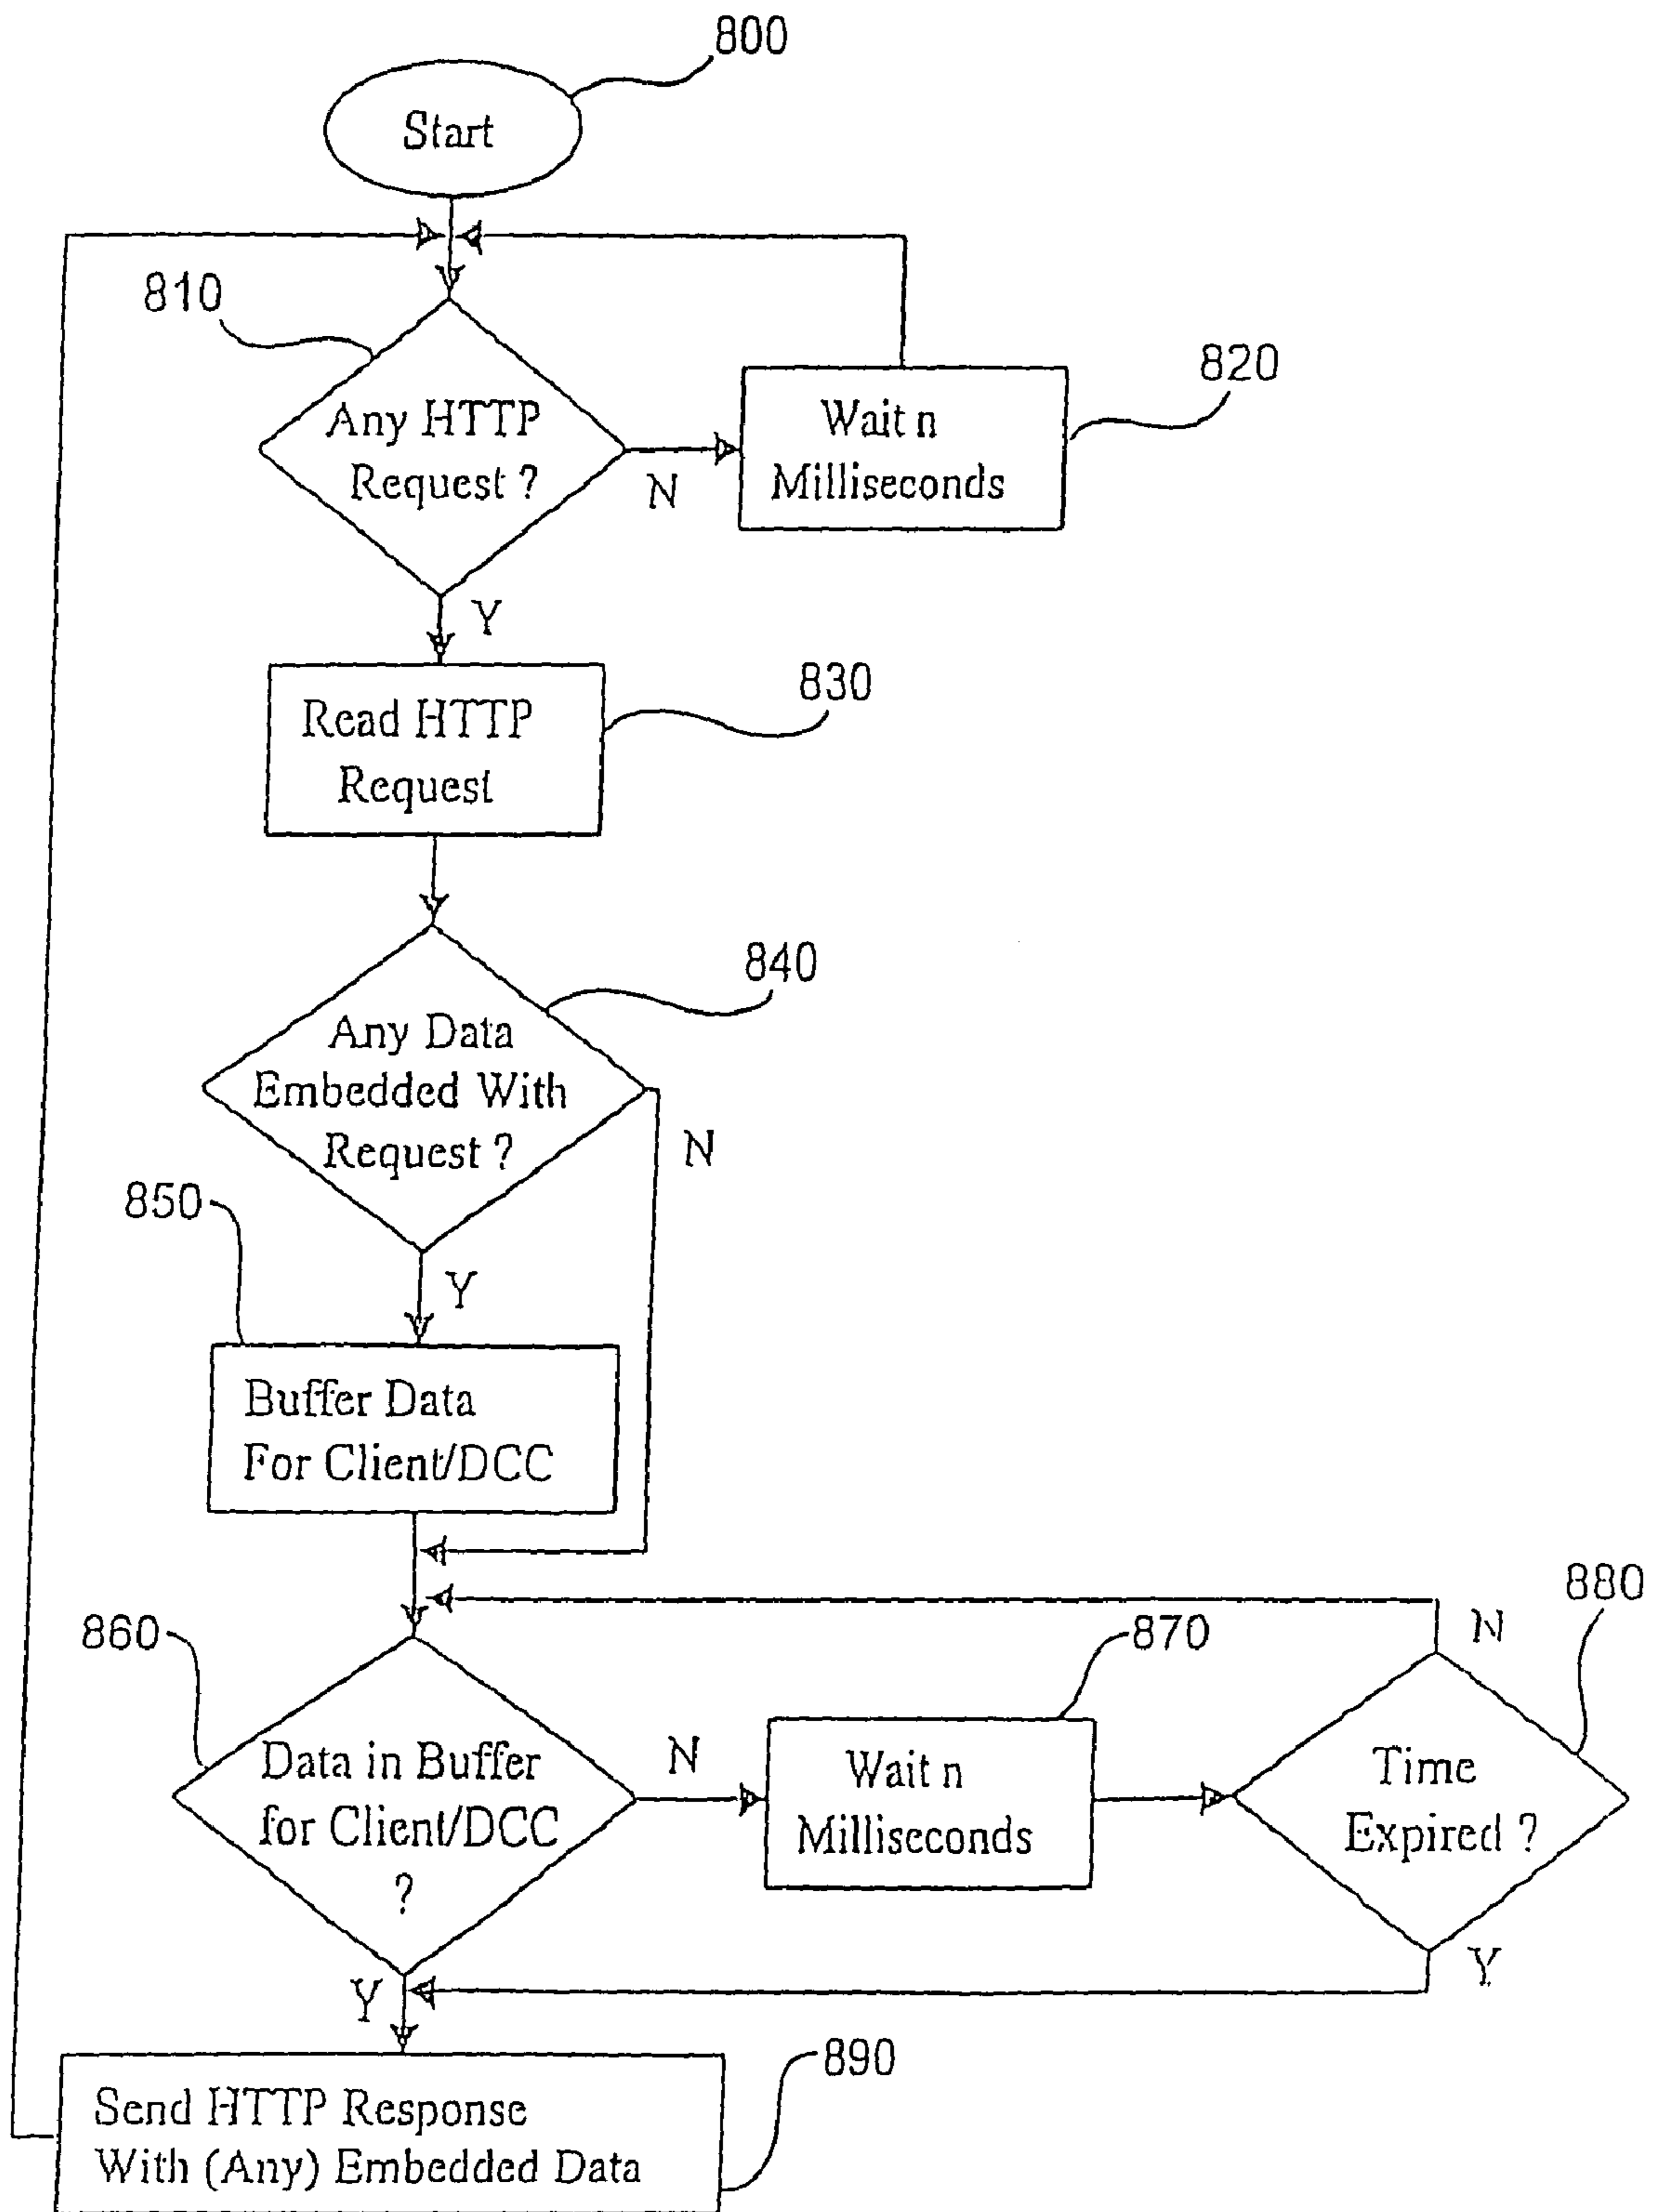 800
Start
810
Any HTTP
Request ?
N
Wait n
Milliseconds
820
Y
Read HTTP
Request
830
840
Any Data
Embedded With
Request ?
N
850
Y
Buffer Data
For Client/DCC
860
Data in Buffer
for Client/DCC
?
N
870
Wait n
Milliseconds
880
N
Time
Expired ?
Y
Y
890
Send HTTP Response
With (Any) Embedded Data